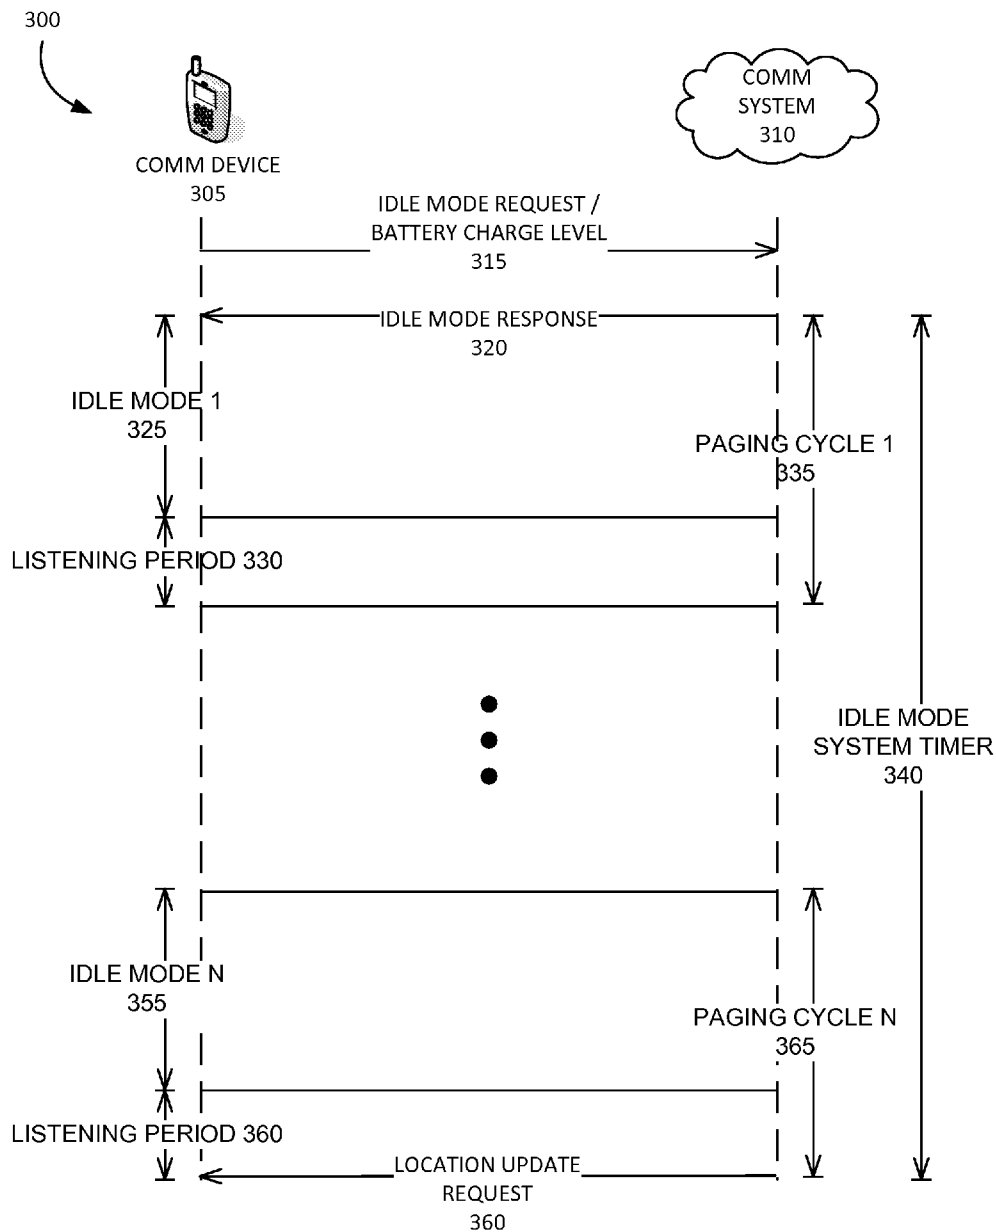 300
COMM DEVICE
305
COMM
SYSTEM
310
IDLE MODE REQUEST /
BATTERY CHARGE LEVEL
315
IDLE MODE RESPONSE
320
IDLE MODE 1
325
PAGING CYCLE 1
335
LISTENING PERIOD 330
IDLE MODE
SYSTEM TIMER
340
IDLE MODE N
355
PAGING CYCLE N
365
LISTENING PERIOD 360
LOCATION UPDATE
REQUEST
360